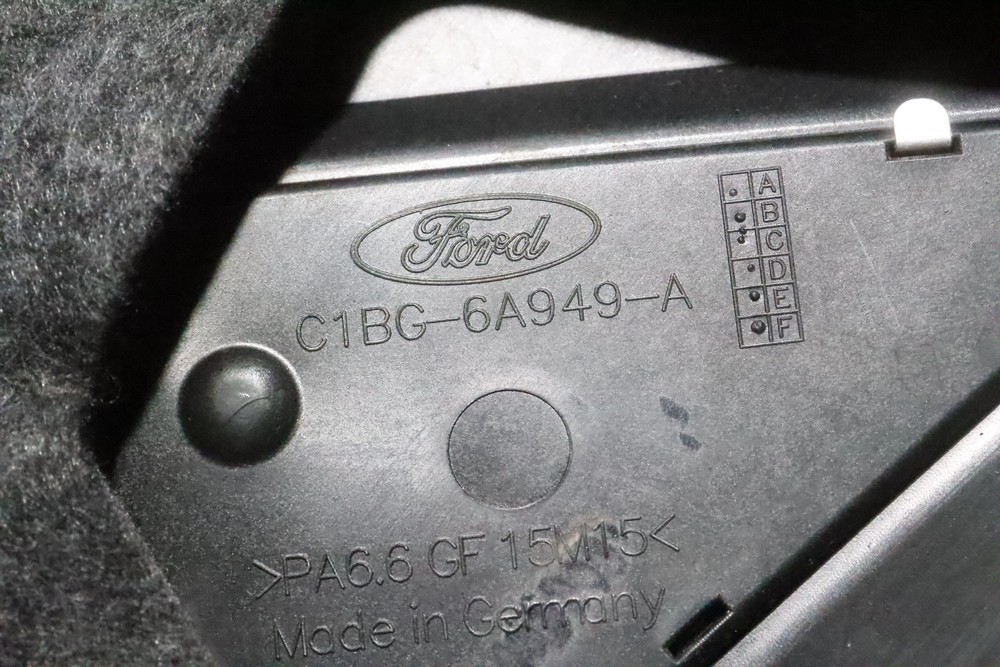 Ford
C1BG-6A949-A
A
B
C
D
E
F
>PA6.6 GF 15M15<
Made in Germany